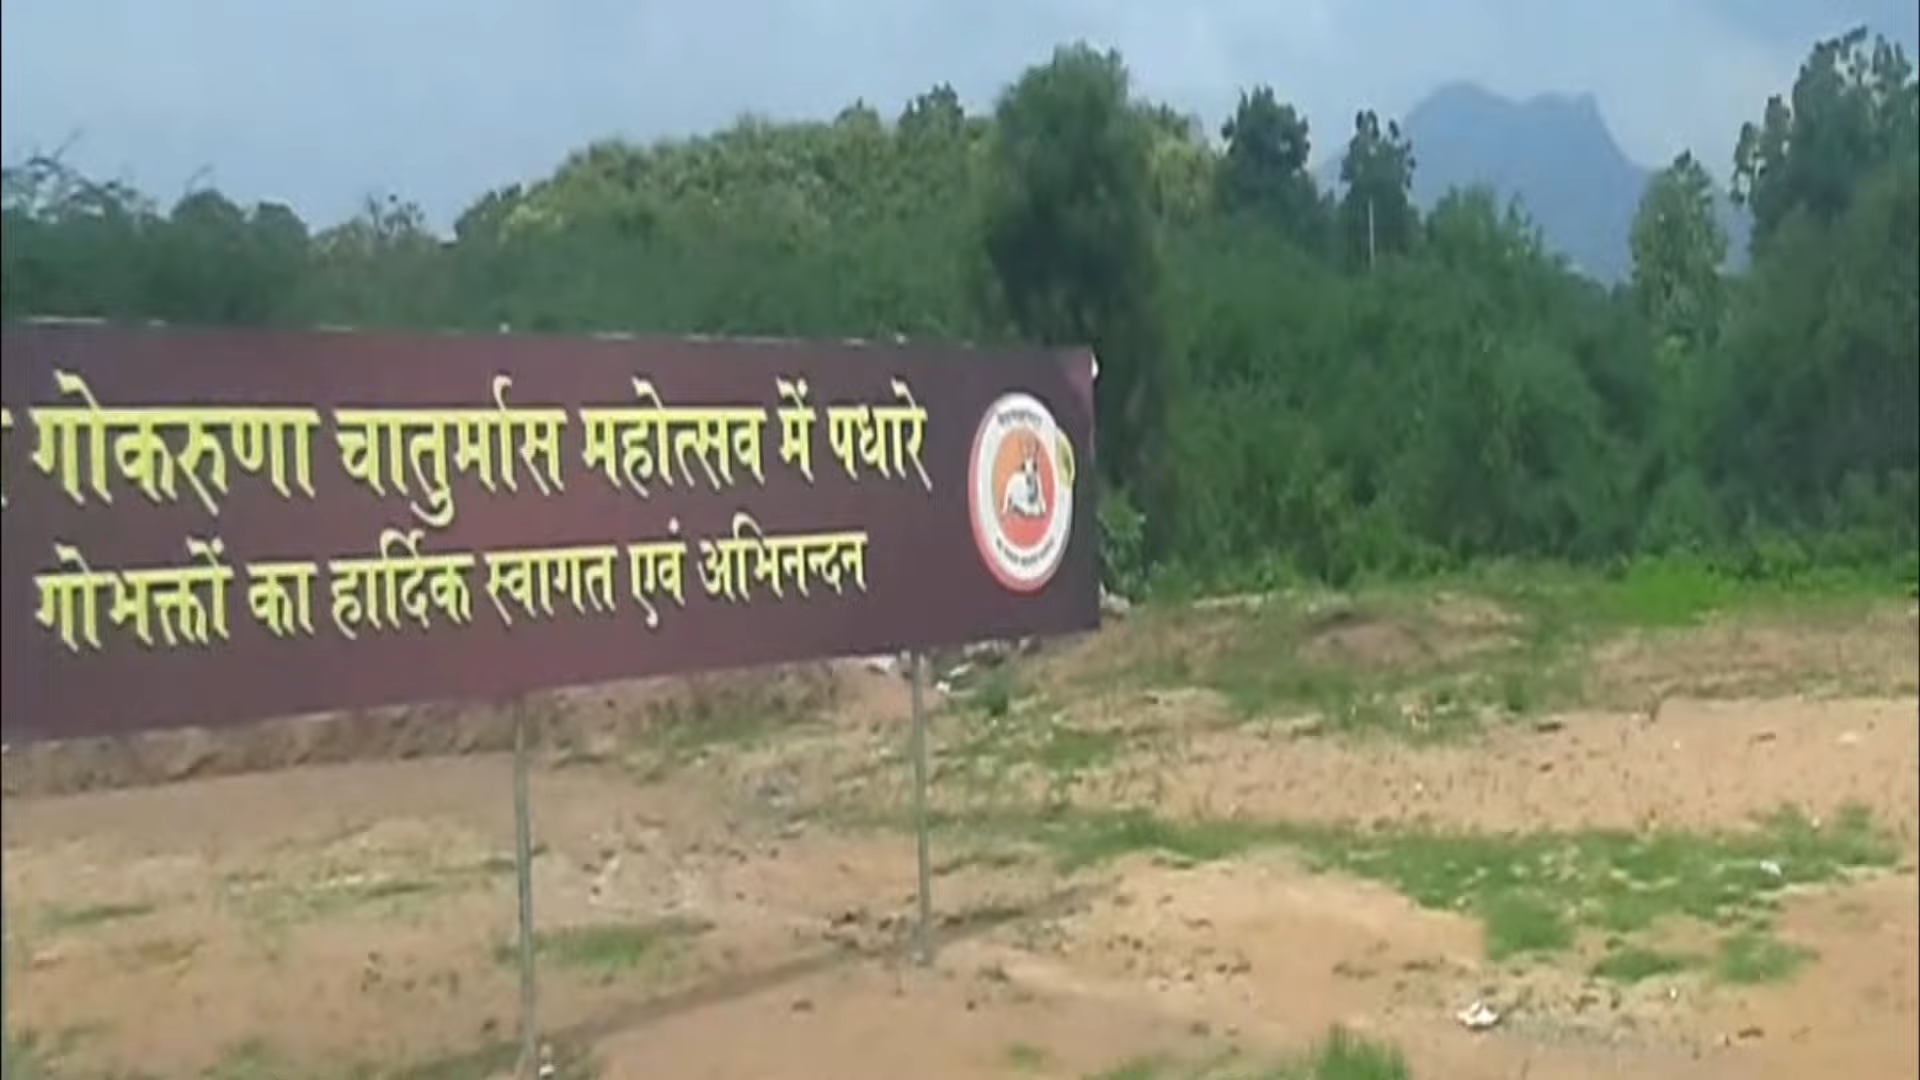 गोकरुणा चातुर्मास महोत्सव में पधारे
गोभक्तों का हार्दिक स्वागत एवं अभिनन्दन